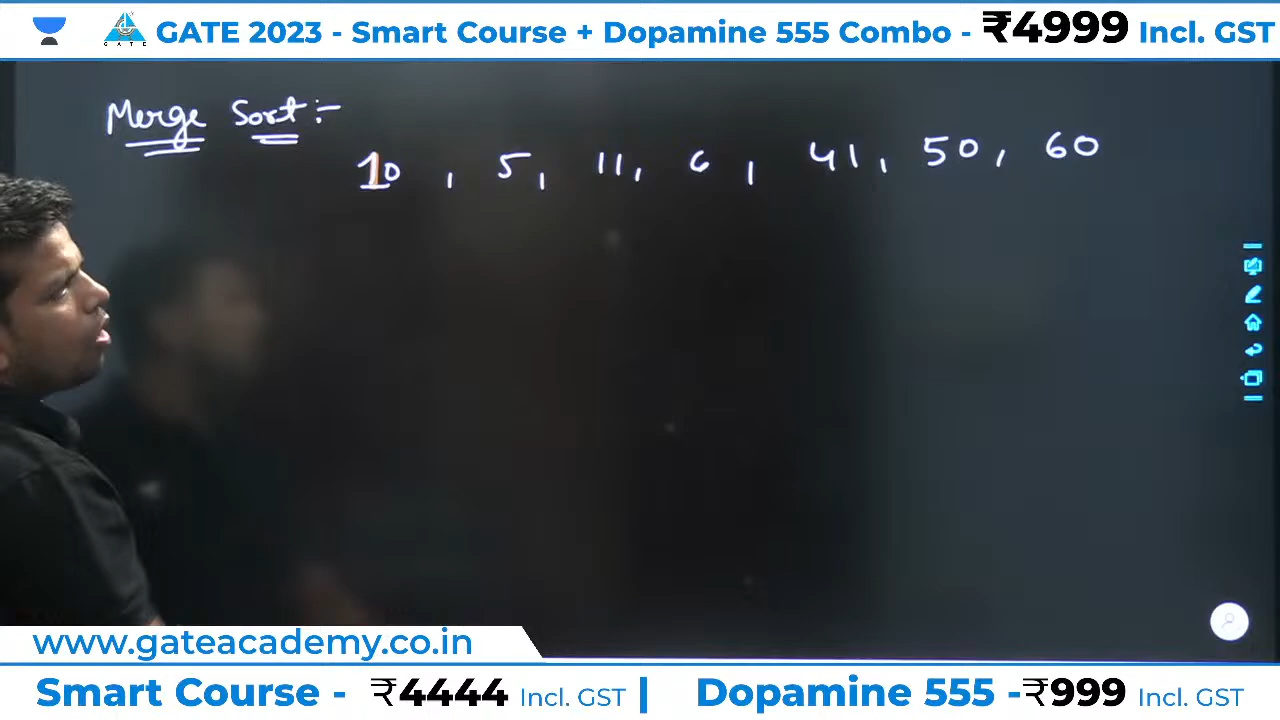 GATE
GATE 2023 - Smart Course + Dopamine 555 Combo - ₹4999 Incl. GST
Merge Sort :-
10 , 5, 11, 6 , 41, 50, 60
www.gateacademy.co.in
Smart Course - ₹4444 Incl. GST | Dopamine 555 -₹999 Incl. GST